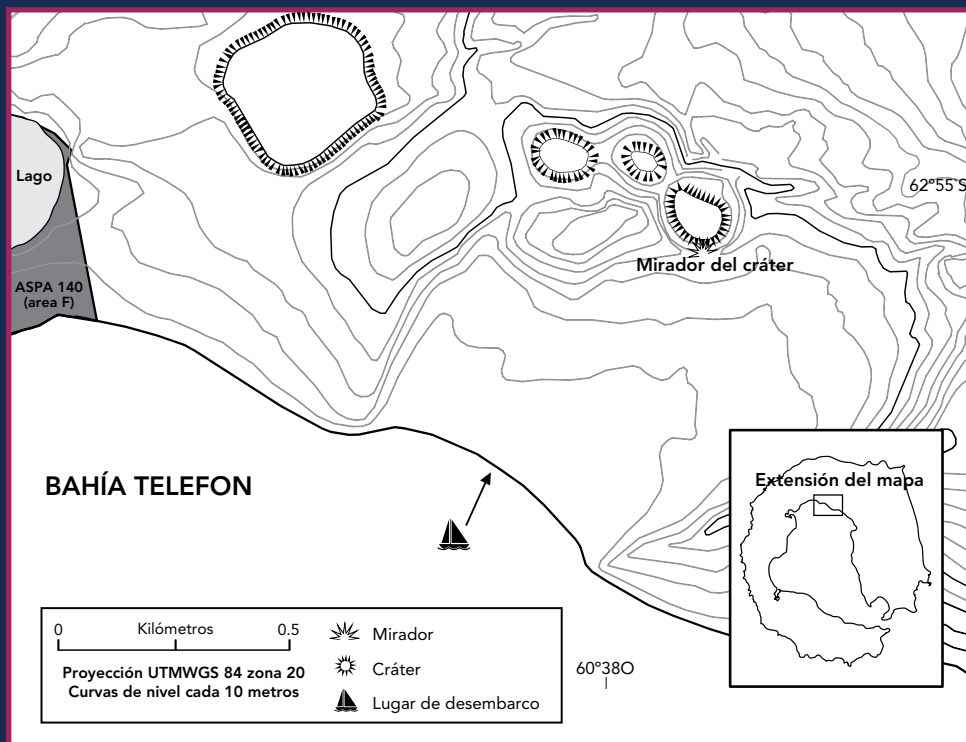 Lago
62°55`S
Mirador del cráter
ASPA 140
(area F)
BAHÍA TELEFON
Extensión del mapa
0 Kilómetros 0.5
Proyección UTMWGS 84 zona 20
Curvas de nivel cada 10 metros
Mirador
Cráter
Lugar de desembarco
60°38O